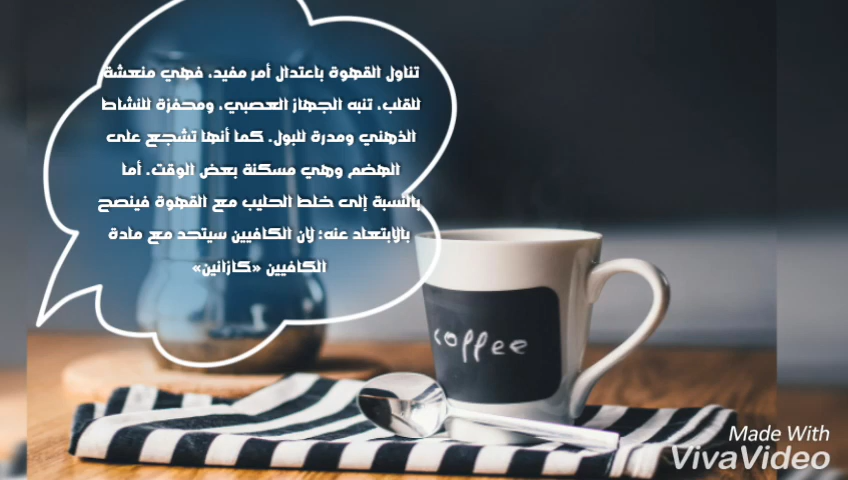 تناول القهوة باعتدال أمر مفيد، فهي منعشة
للقلب، تنبه الجهاز العصبي، ومحفزة للنشاط
الذهني ومدرة للبول. كما أنها تشجع على
الهضم وهي مسكنة بعض الوقت. أما
بالنسبة إلى خلط الحليب مع القهوة فينصح
بالابتعاد عنه؛ لان الكافيين سيتحد مع مادة
الكافيين «كازانين»
coffee
Made With
VivaVideo